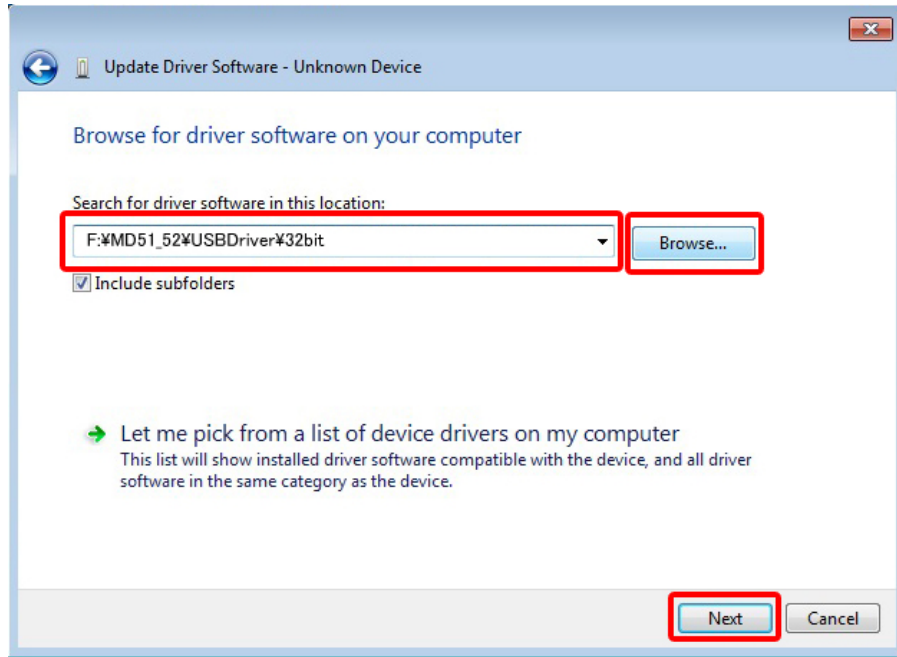 Update Driver Software - Unknown Device
Browse for driver software on your computer
Search for driver software in this location:
F:¥MD51_52¥USBDriver¥32bit
Browse...
Include subfolders
Let me pick from a list of device drivers on my computer
This list will show installed driver software compatible with the device, and all driver
software in the same category as the device.
Next
Cancel